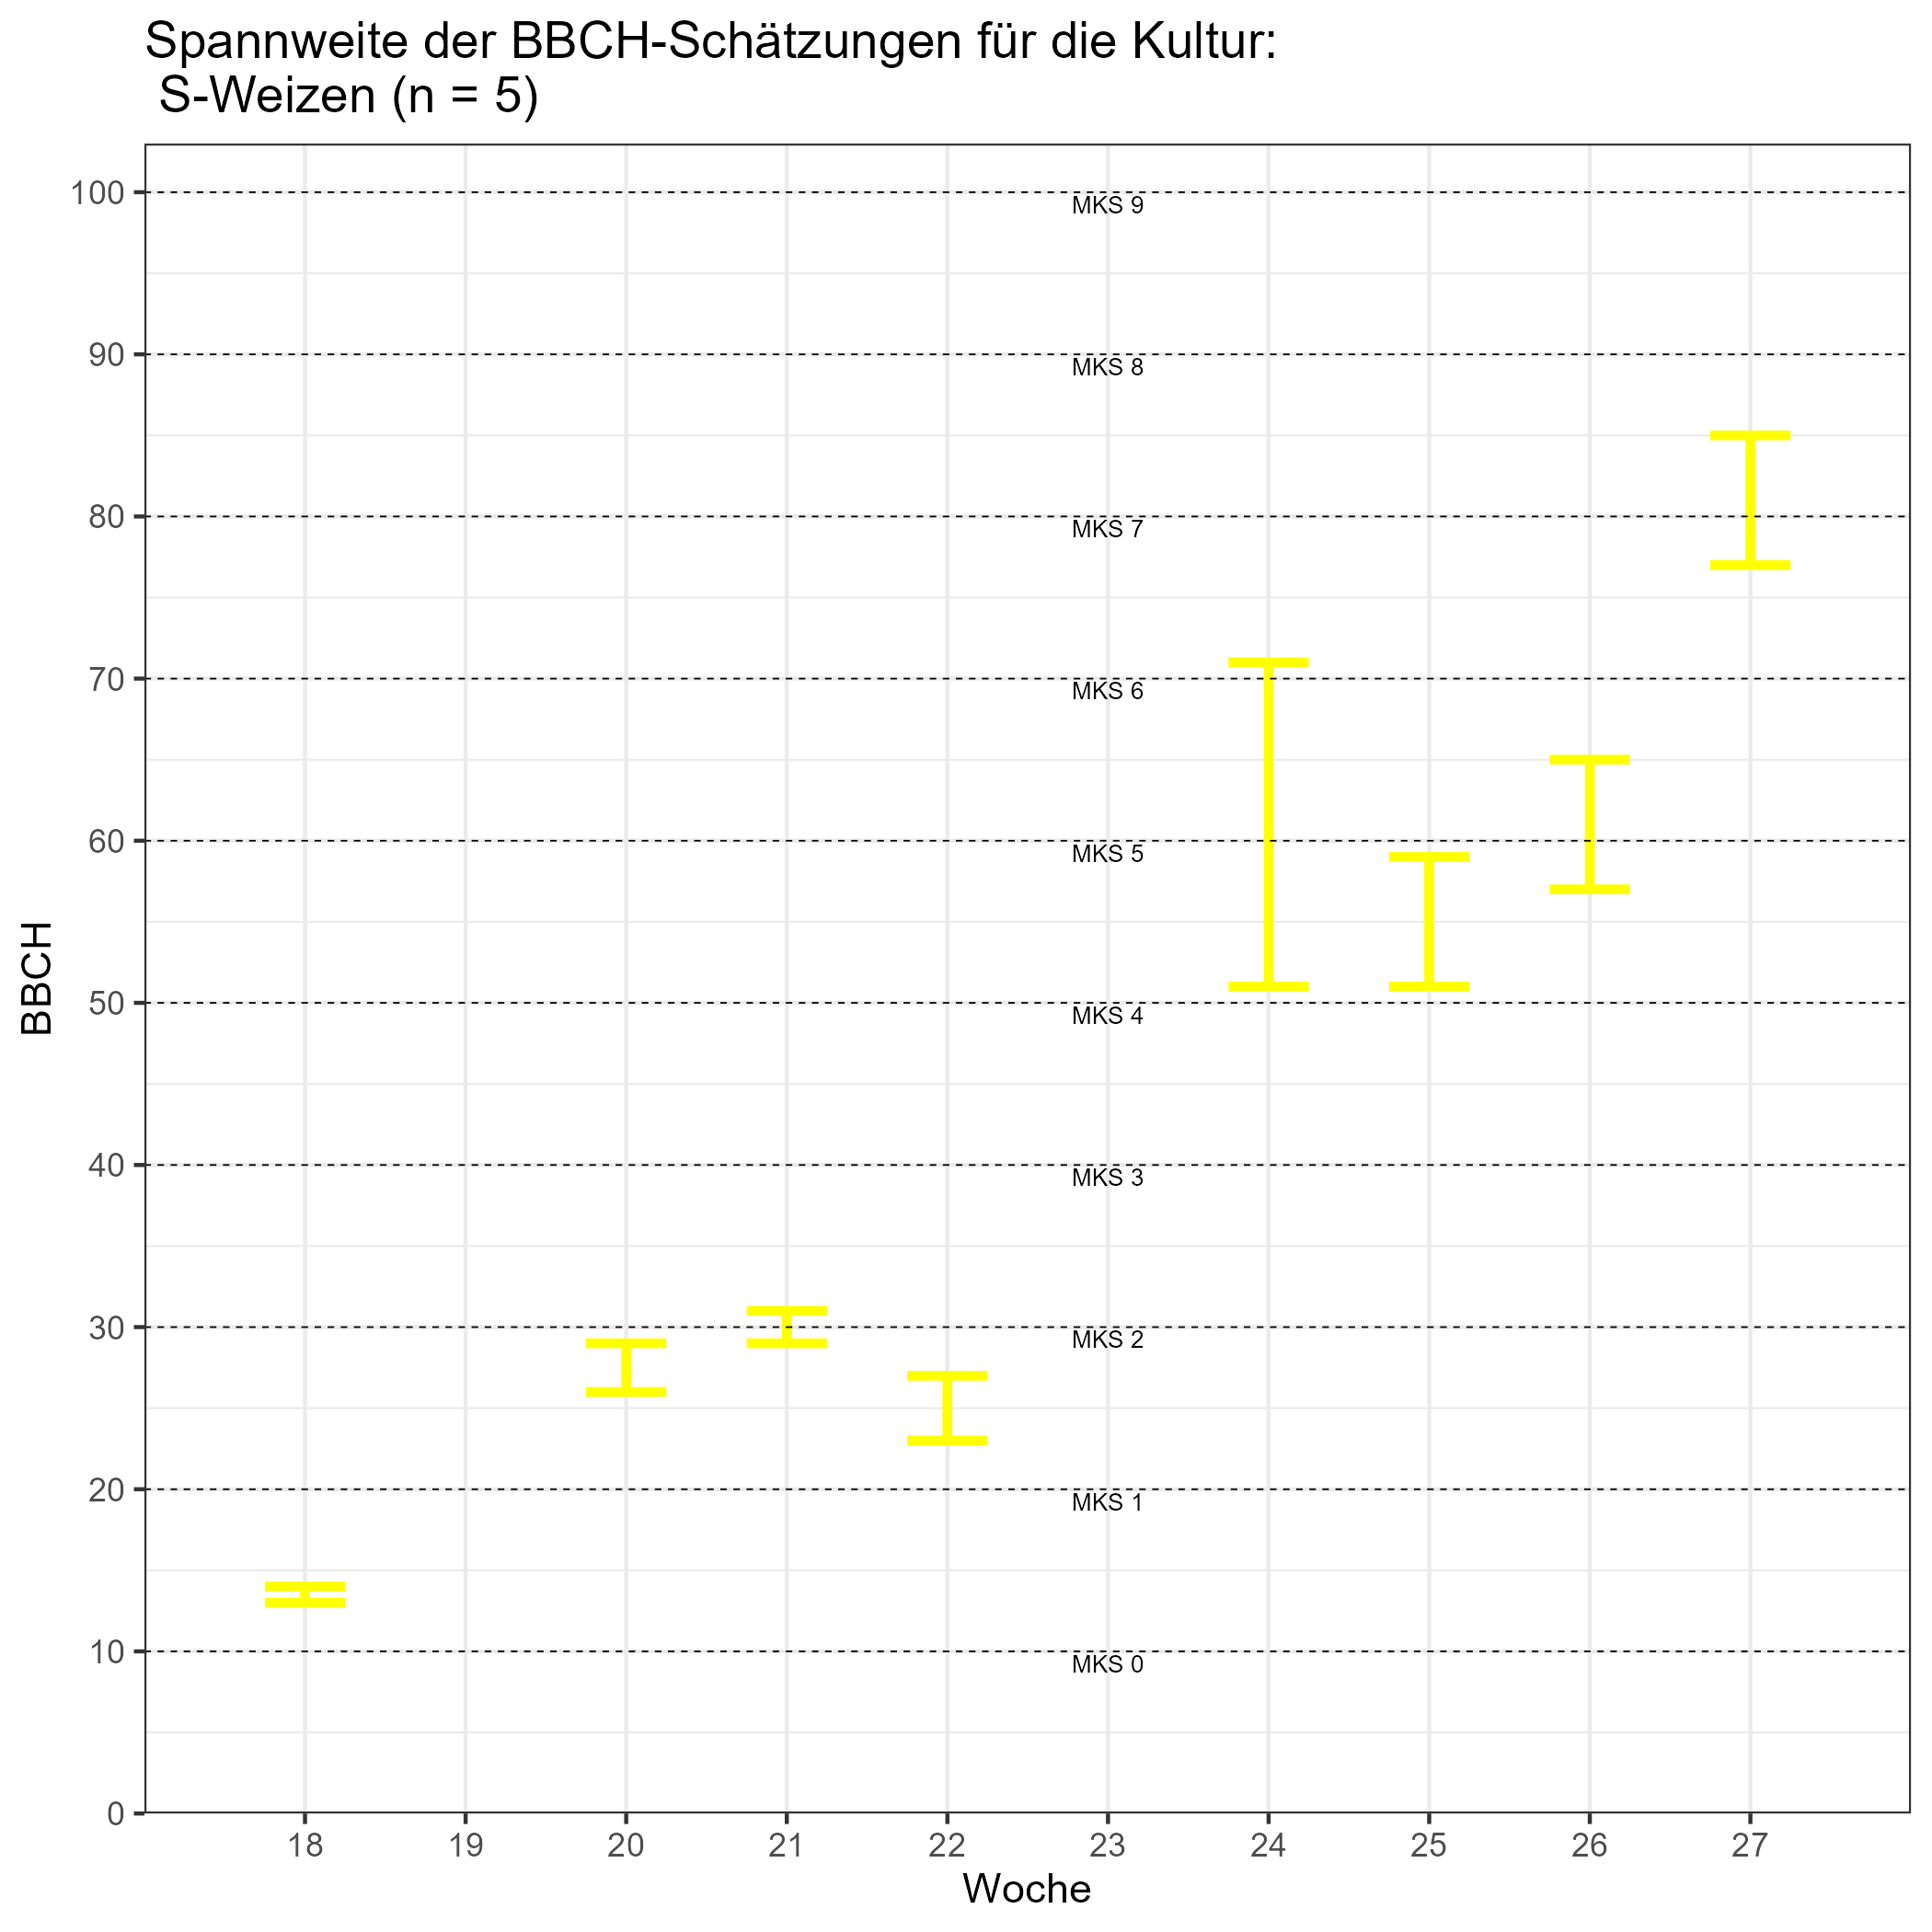 Spannweite der BBCH-Schätzungen für die Kultur:
S-Weizen (n = 5)
100
MKS 9
90
MKS 8
80
MKS 7
70
MKS 6
60
MKS 5
50
MKS 4
40
MKS 3
30
MKS 2
20
MKS 1
10
MKS 0
0
BBCH
18 19 20 21 22 23 24 25 26 27
Woche